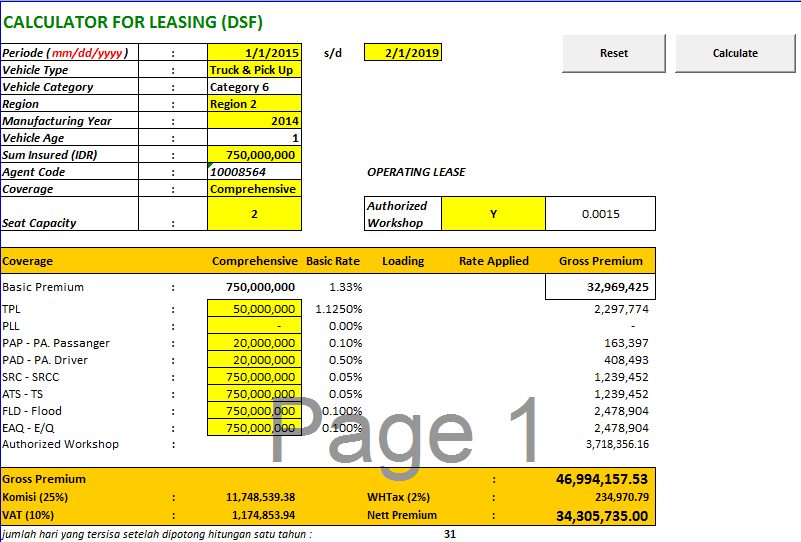 CALCULATOR FOR LEASING (DSF)
Periode ( mm/dd/yyyy ) : 1/1/2015 s/d 2/1/2019 Reset Calculate
Vehicle Type : Truck & Pick Up
Vehicle Category : Category 6
Region : Region 2
Manufacturing Year : 2014
Vehicle Age : 1
Sum Insured (IDR) : 750,000,000
Agent Code : 10008564 OPERATING LEASE
Coverage : Comprehensive
Seat Capacity : 2 Authorized Workshop Y 0.0015
Coverage Comprehensive Basic Rate Loading Rate Applied Gross Premium
Basic Premium : 750,000,000 1.33% 32,969,425
TPL : 50,000,000 1.1250% 2,297,774
PLL : - 0.00% -
PAP - PA. Passanger : 20,000,000 0.10% 163,397
PAD - PA. Driver : 20,000,000 0.50% 408,493
SRC - SRCC : 750,000,000 0.05% 1,239,452
ATS - TS : 750,000,000 0.05% 1,239,452
FLD - Flood : 750,000,000 0.100% 2,478,904
EAQ - E/Q : 750,000,000 0.100% 2,478,904
Authorized Workshop : 3,718,356.16
Page 1
Gross Premium : 46,994,157.53
Komisi (25%) : 11,748,539.38 WHTax (2%) : 234,970.79
VAT (10%) : 1,174,853.94 Nett Premium : 34,305,735.00
jumlah hari yang tersisa setelah dipotong hitungan satu tahun : 31